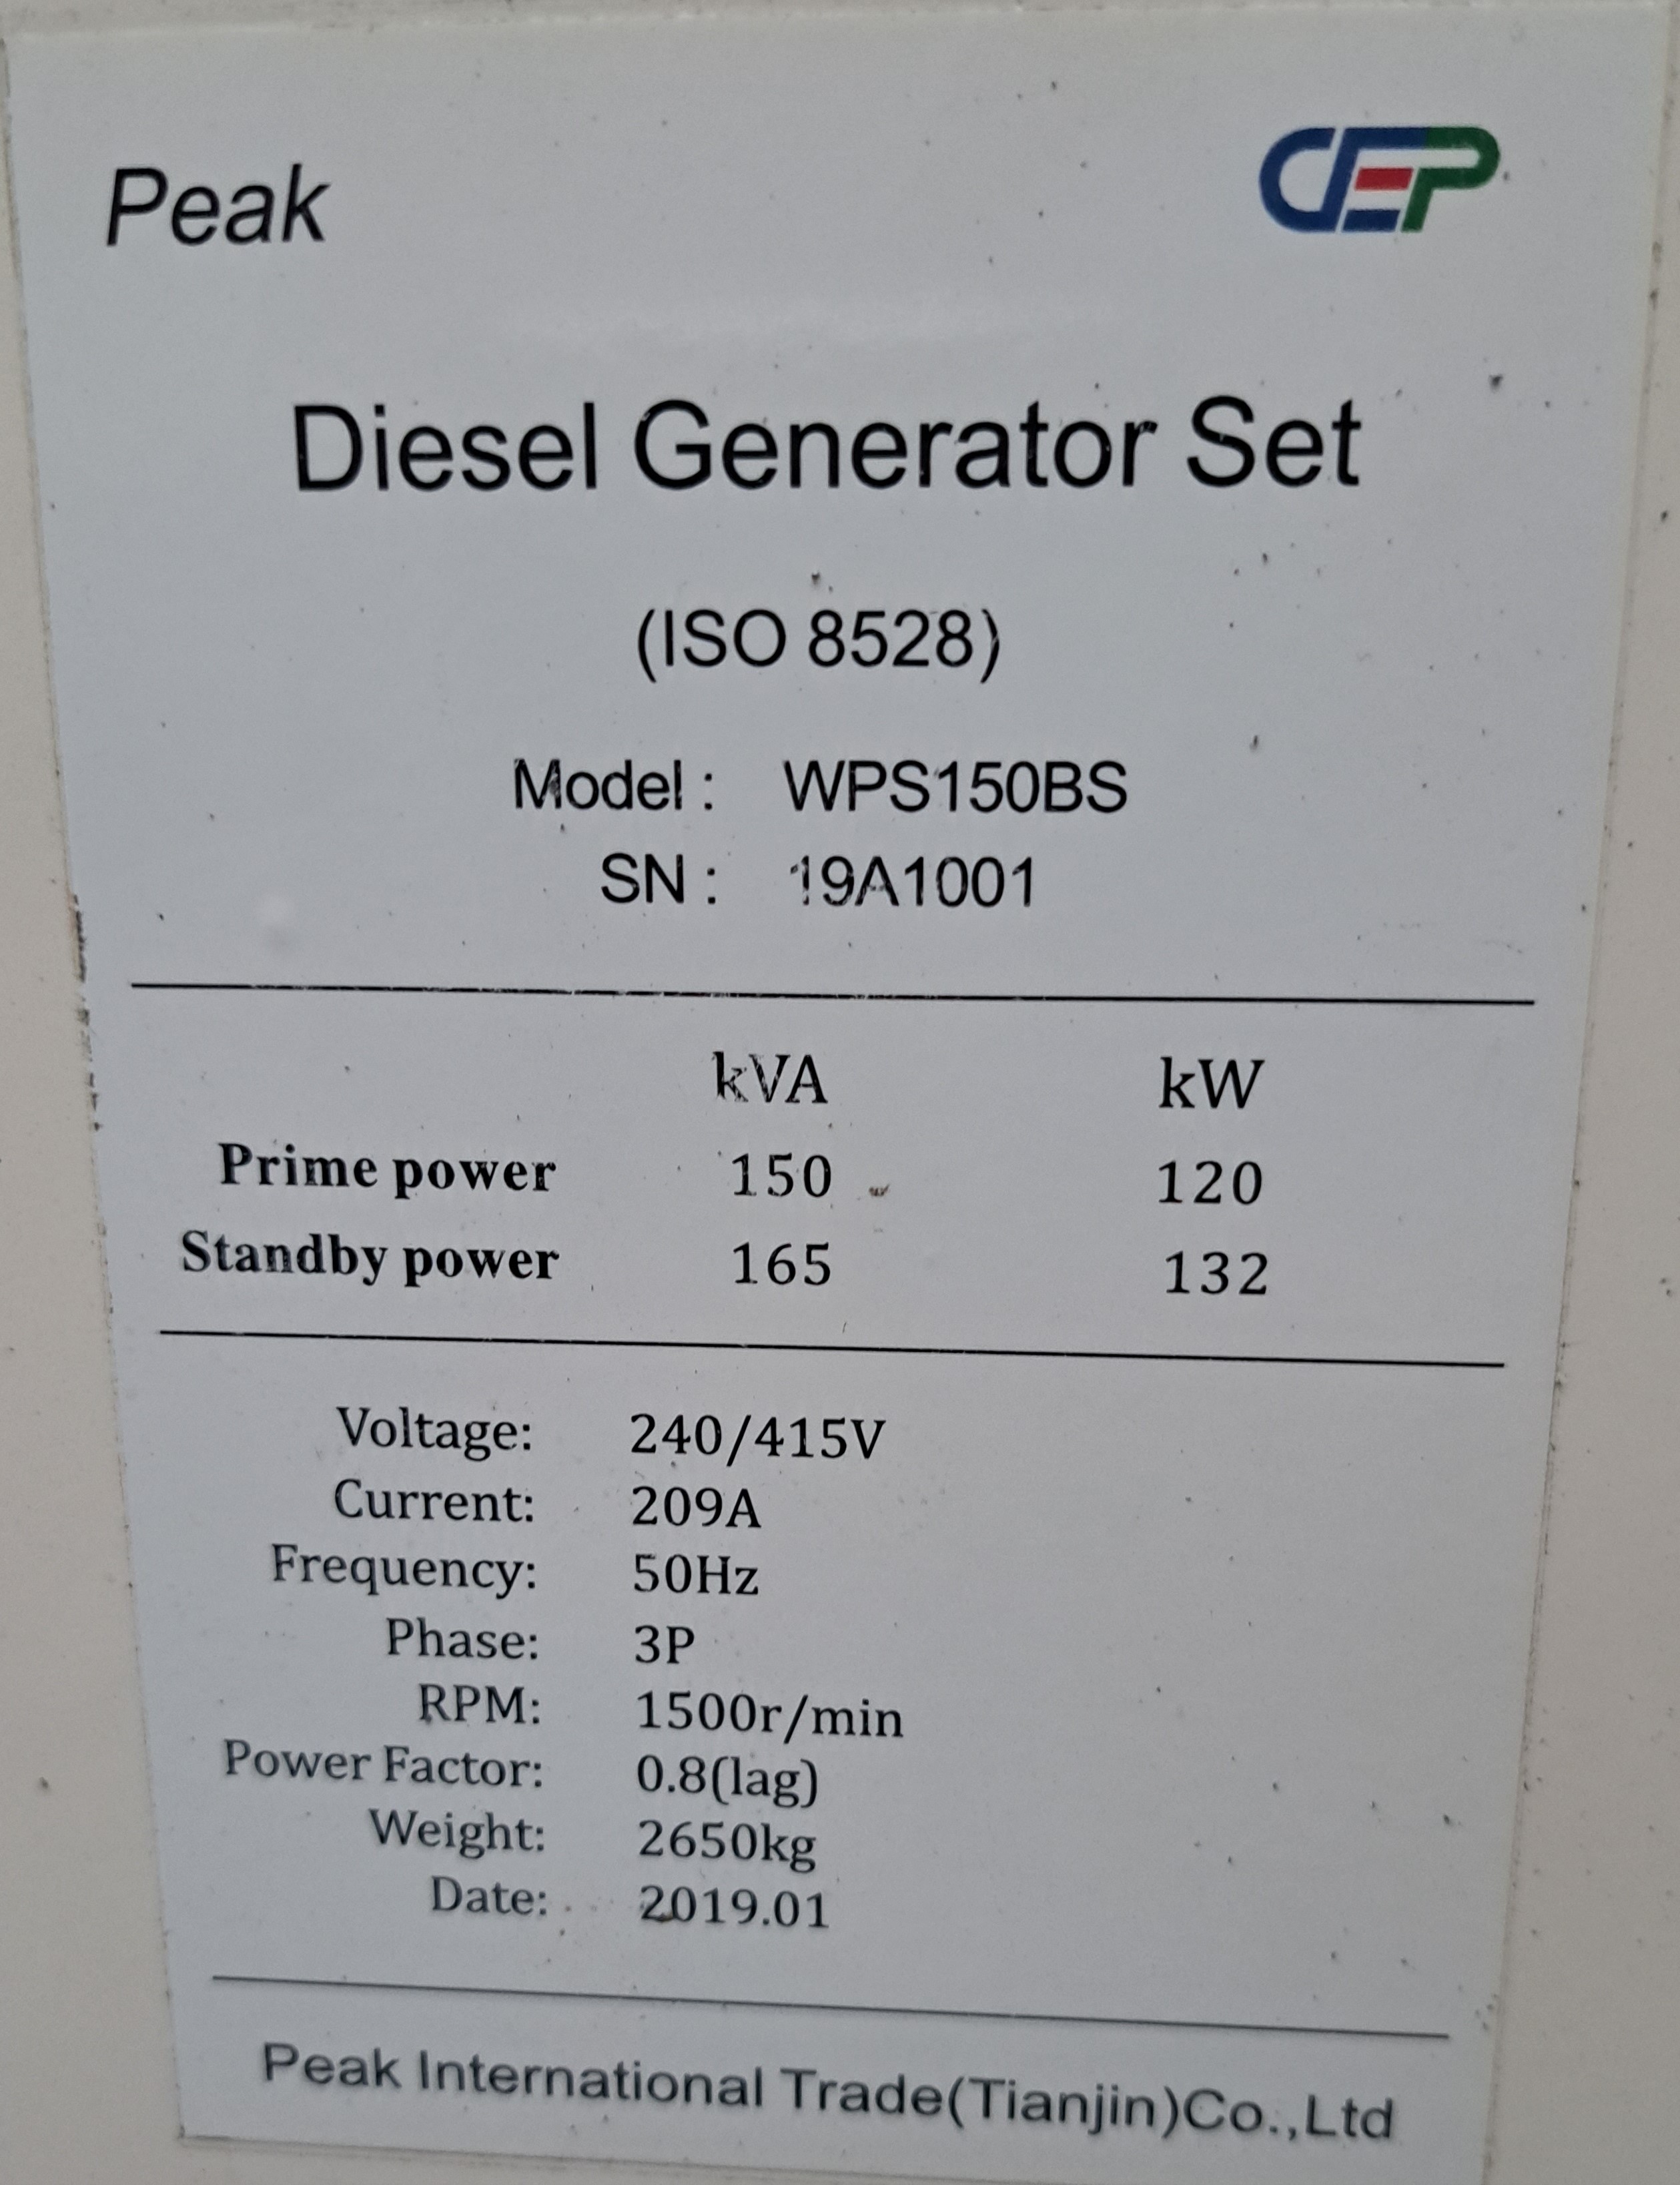 Peak
CEP
Diesel Generator Set
(ISO 8528)
Model : WPS150BS
SN : 19A1001
kVA kW
Prime power 150 120
Standby power 165 132
Voltage: 240/415V
Current: 209A
Frequency: 50Hz
Phase: 3P
RPM: 1500r/min
Power Factor: 0.8(lag)
Weight: 2650kg
Date: 2019.01
Peak International Trade(Tianjin)Co.,Ltd